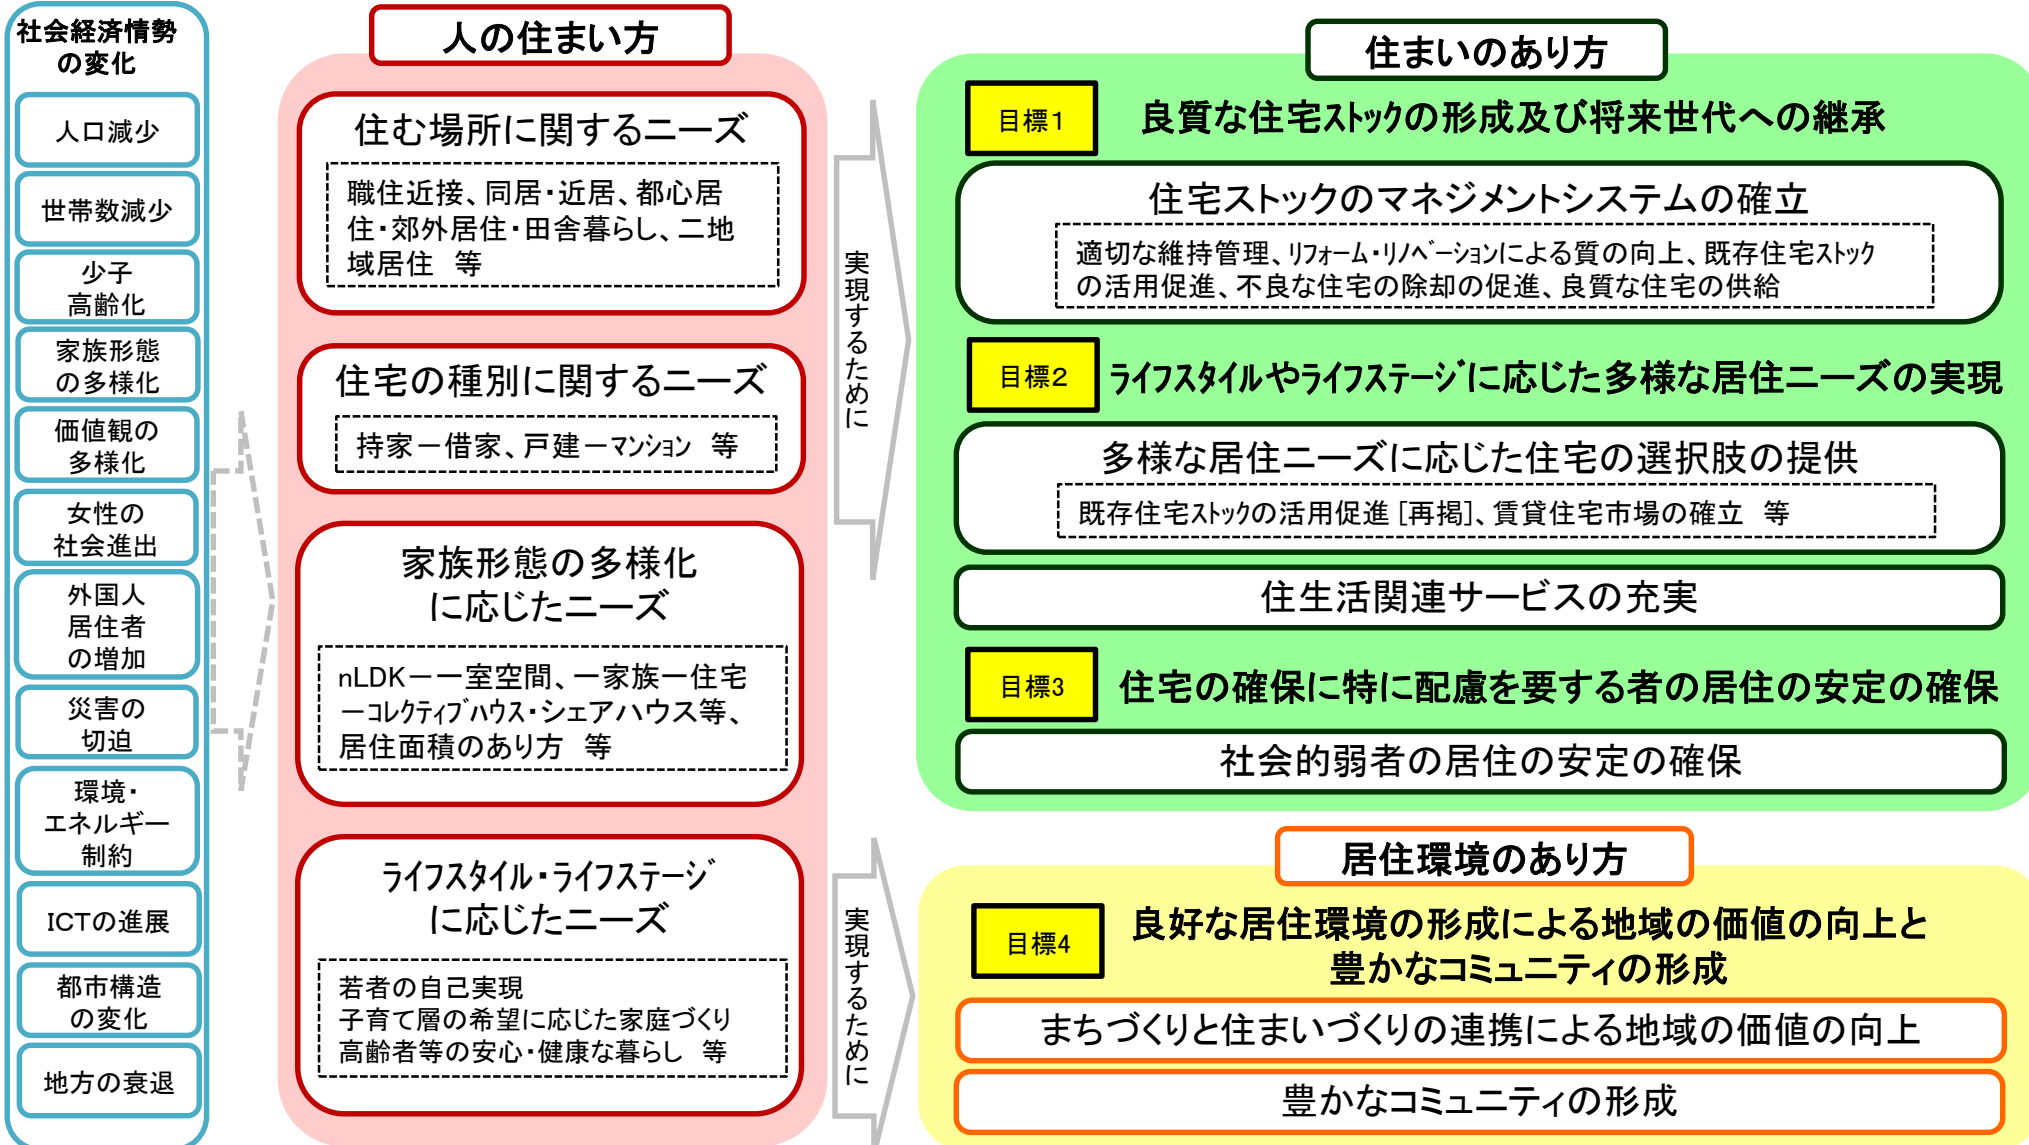 社会経済情勢
の変化
人口減少
世帯数減少
少子
高齢化
家族形態
の多様化
価値観の
多様化
女性の
社会進出
外国人
居住者
の増加
災害の
切迫
環境・
エネルギー
制約
ICTの進展
都市構造
の変化
地方の衰退
人の住まい方
住む場所に関するニーズ
職住近接、同居・近居、都心居
住・郊外居住・田舎暮らし、二地
域居住　等
住宅の種別に関するニーズ
持家－借家、戸建－マンション　等
家族形態の多様化
に応じたニーズ
nLDK－一室空間、一家族一住宅
－コレクティブハウス・シェアハウス等、
居住面積のあり方　等
ライフスタイル・ライフステージ
に応じたニーズ
若者の自己実現
子育て層の希望に応じた家庭づくり
高齢者等の安心・健康な暮らし　等
実現するために
実現するために
住まいのあり方
目標1　良質な住宅ストックの形成及び将来世代への継承
住宅ストックのマネジメントシステムの確立
適切な維持管理、リフォーム・リノベーションによる質の向上、既存住宅ストック
の活用促進、不良な住宅の除却の促進、良質な住宅の供給
目標2　ライフスタイルやライフステージに応じた多様な居住ニーズの実現
多様な居住ニーズに応じた住宅の選択肢の提供
既存住宅ストックの活用促進［再掲］、賃貸住宅市場の確立　等
住生活関連サービスの充実
目標3　住宅の確保に特に配慮を要する者の居住の安定の確保
社会的弱者の居住の安定の確保
居住環境のあり方
目標4　良好な居住環境の形成による地域の価値の向上と
豊かなコミュニティの形成
まちづくりと住まいづくりの連携による地域の価値の向上
豊かなコミュニティの形成